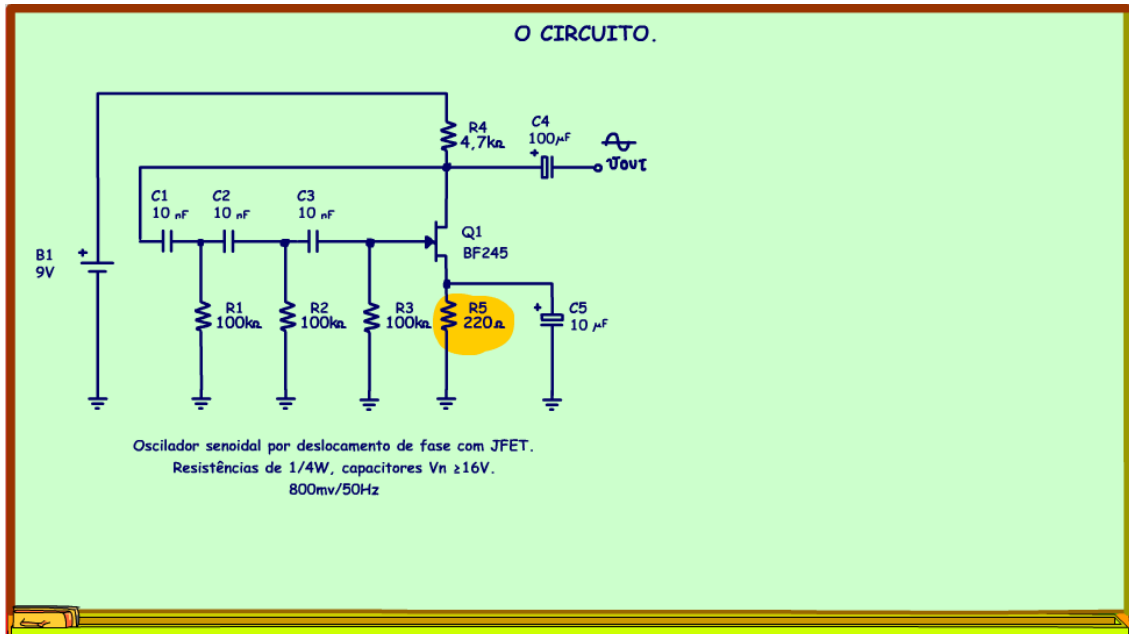 O CIRCUITO.
R4
4,7kΩ
C4
100µF
+
vout
C1
10 nF
C2
10 nF
C3
10 nF
Q1
BF245
B1
9V
+
R1
100kΩ
R2
100kΩ
R3
100kΩ
R5
220Ω
+
C5
10 µF
Oscilador senoidal por deslocamento de fase com JFET.
Resistências de 1/4W, capacitores Vn ≥16V.
800mv/50Hz